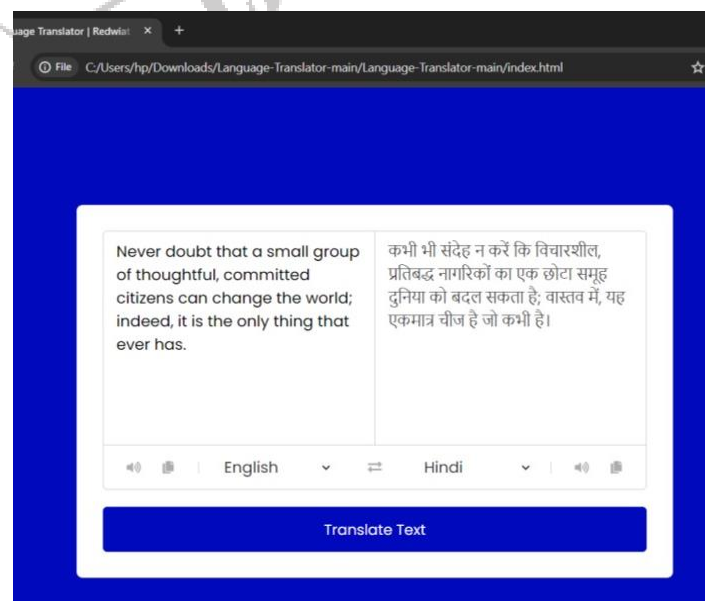 uage Translator | Redwiat
File C:/Users/hp/Downloads/Language-Translator-main/Language-Translator-main/index.html
Never doubt that a small group
of thoughtful, committed
citizens can change the world;
indeed, it is the only thing that
ever has.
कभी भी संदेह न करें कि विचारशील,
प्रतिबद्ध नागरिकों का एक छोटा समूह
दुनिया को बदल सकता है; वास्तव में, यह
एकमात्र चीज है जो कभी है।
English Hindi
Translate Text